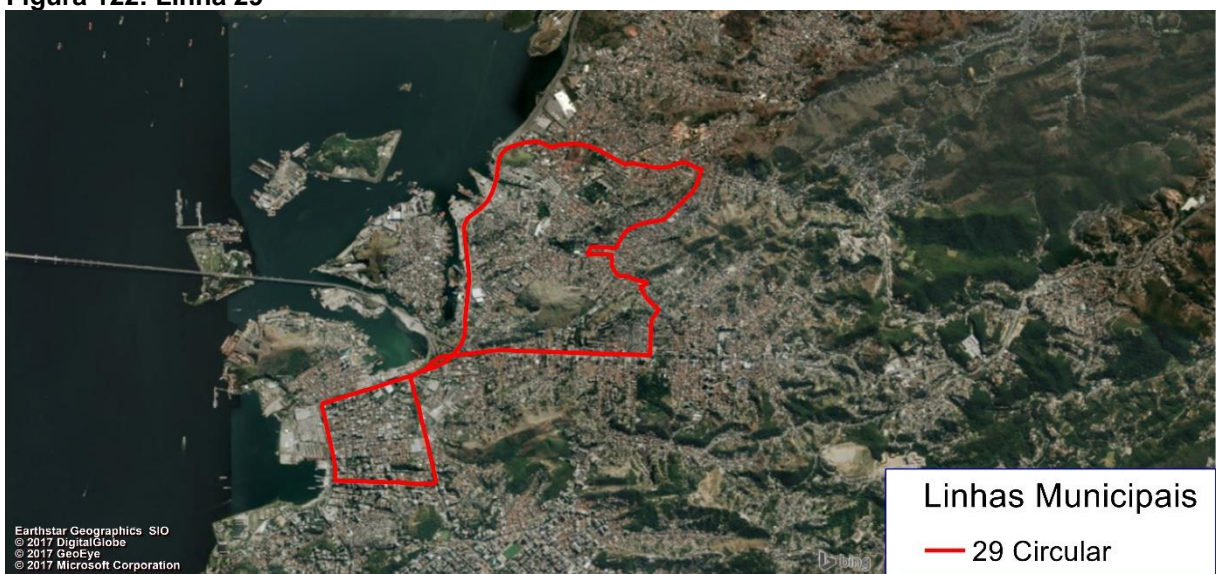 Figura 122: Linha 29
Linhas Municipais
29 Circular
Earthstar Geographics SIO
© 2017 DigitalGlobe
© 2017 GeoEye
© 2017 Microsoft Corporation
bing